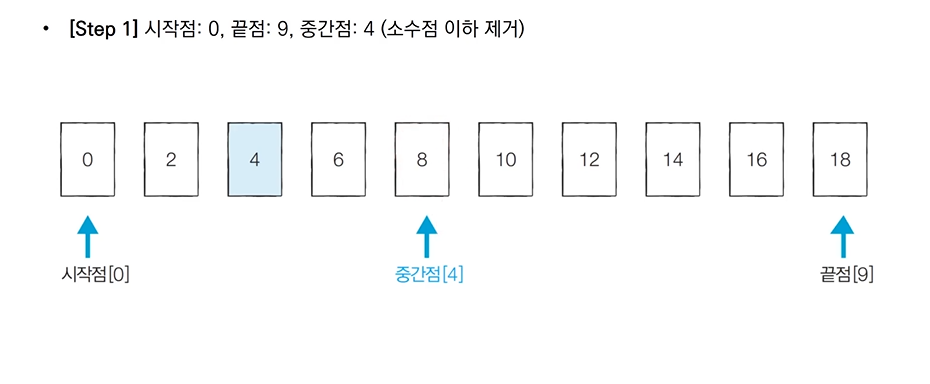 • [Step 1] 시작점: 0, 끝점: 9, 중간점: 4 (소수점 이하 제거)
0 2 4 6 8 10 12 14 16 18
시작점[0] 중간점[4] 끝점[9]